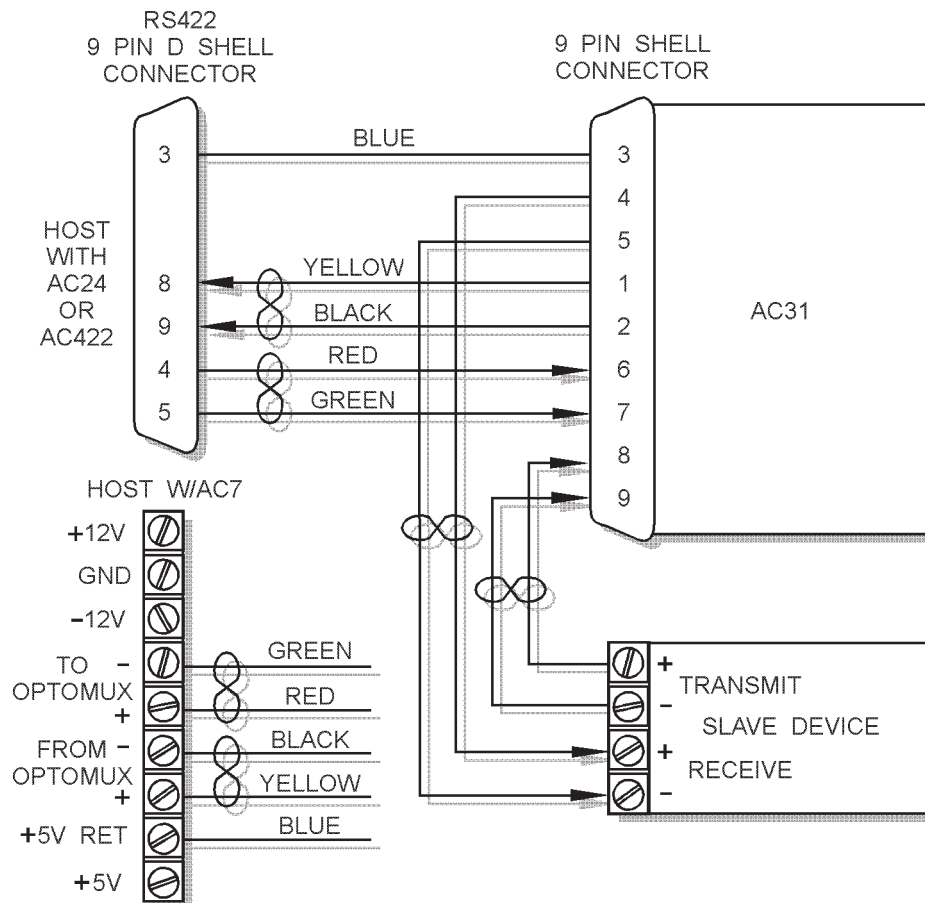 RS422
9 PIN D SHELL
CONNECTOR
9 PIN SHELL
CONNECTOR
3
BLUE
3
4
5
HOST
WITH
AC24
OR
AC422
8
YELLOW
1
9
BLACK
2
4
RED
6
5
GREEN
7
8
9
AC31
HOST W/AC7
+12V
GND
-12V
TO -
OPTOMUX
+
GREEN
RED
FROM -
OPTOMUX
+
BLACK
YELLOW
+5V RET
BLUE
+5V
+
TRANSMIT
-
SLAVE DEVICE
+
RECEIVE
-